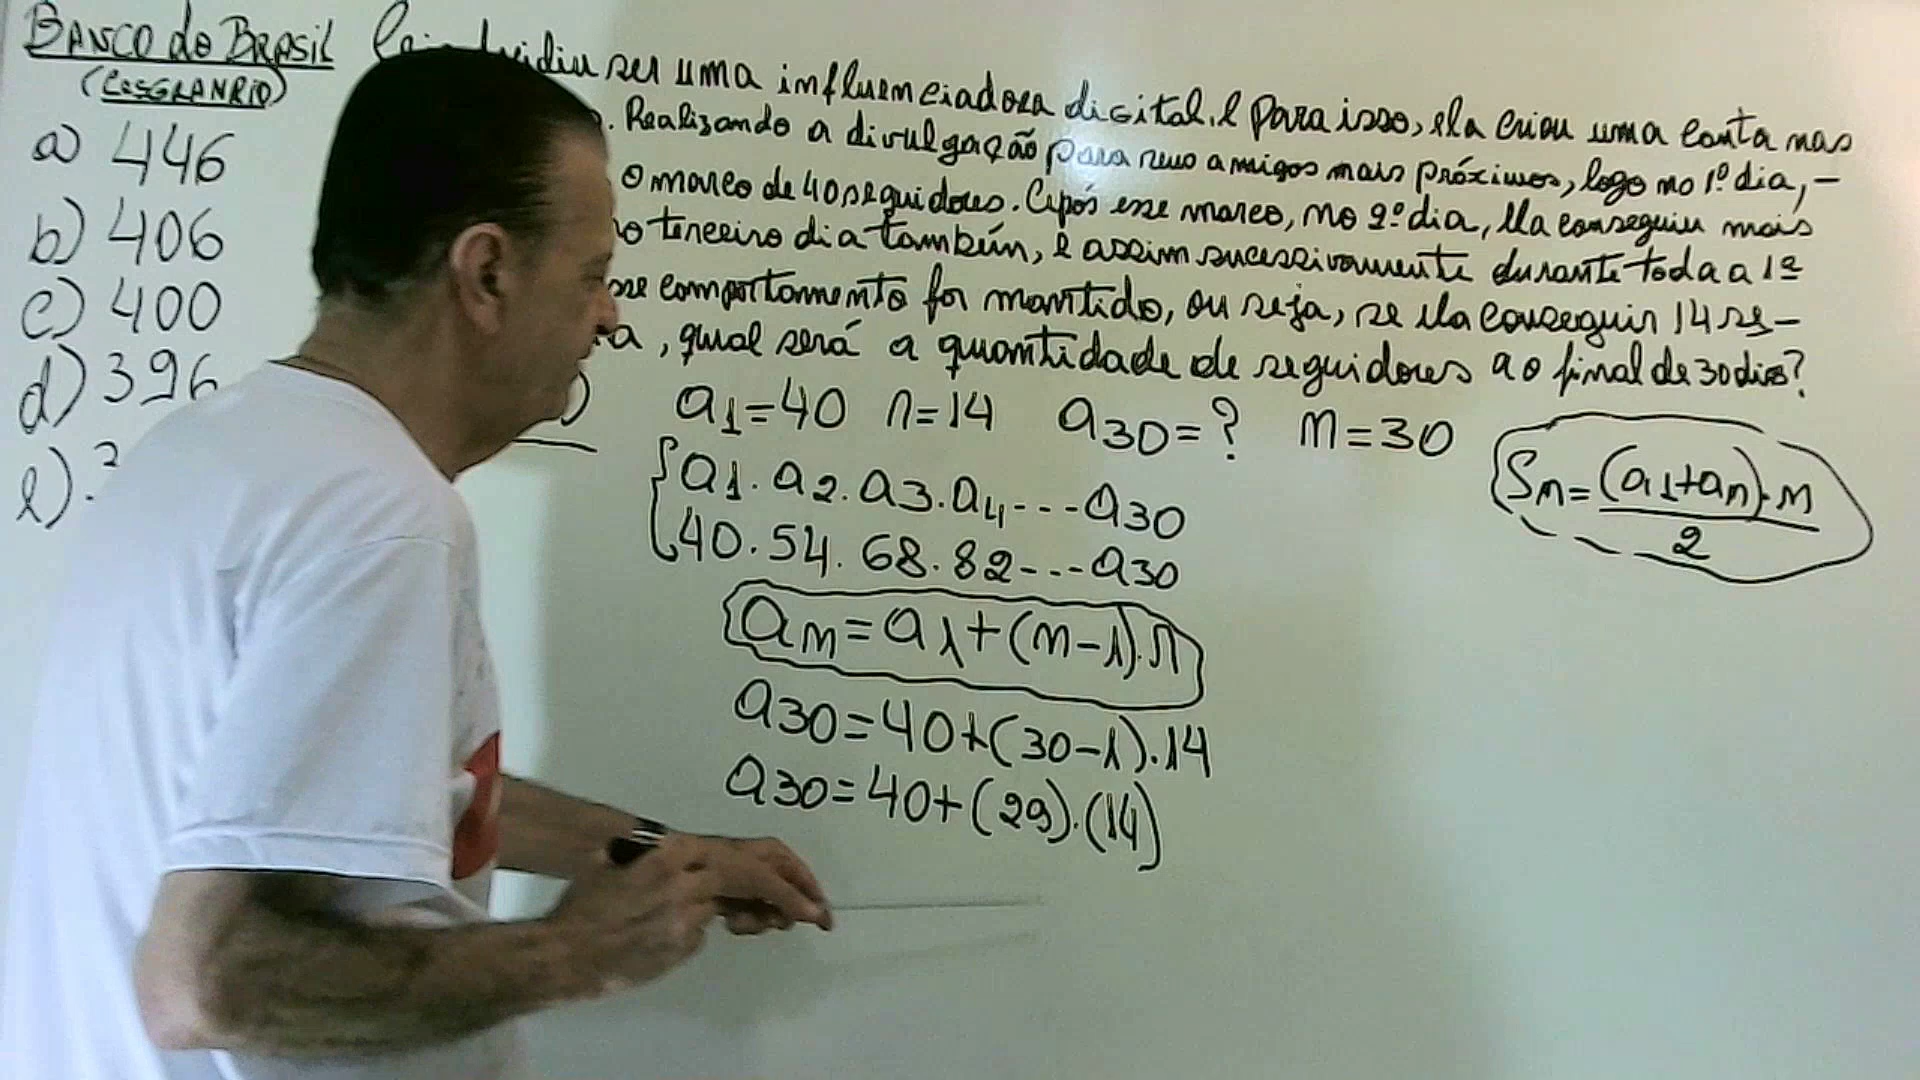 BANCO do BRASIL decidiu ser uma influenciadora digital, e para isso, ela criou uma conta nas
(CESGRANRIO)
. Realizando a divulgação para seus amigos mais próximos, logo no 1º dia, -
a) 446
o marco de 40 seguidores. Após esse marco, no 2º dia, ela conseguiu mais
b) 406
terceiro dia também, e assim sucessivamente durante toda a 1ª
c) 400
comportamento for mantido, ou seja, se ela conseguir 14 se-
d) 396
, qual será a quantidade de seguidores ao final de 30 dias?
e)
a1=40 r=14 a30=? n=30
a1.a2.a3.a4---a30
Sn=(a1+an).n
2
40.54.68.82---a30
an=a1+(n-1).r
a30=40+(30-1).14
a30=40+(29).(14)